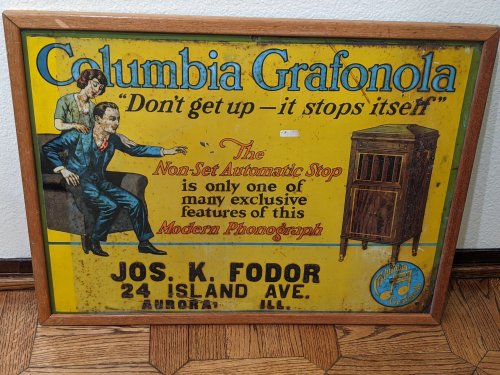 Columbia Grafonola
"Don't get up — it stops itself"
The
Non-Set Automatic Stop
is only one of
many exclusive
features of this
Modern Phonograph
JOS. K. FODOR
24 ISLAND AVE.
AURORA, ILL.